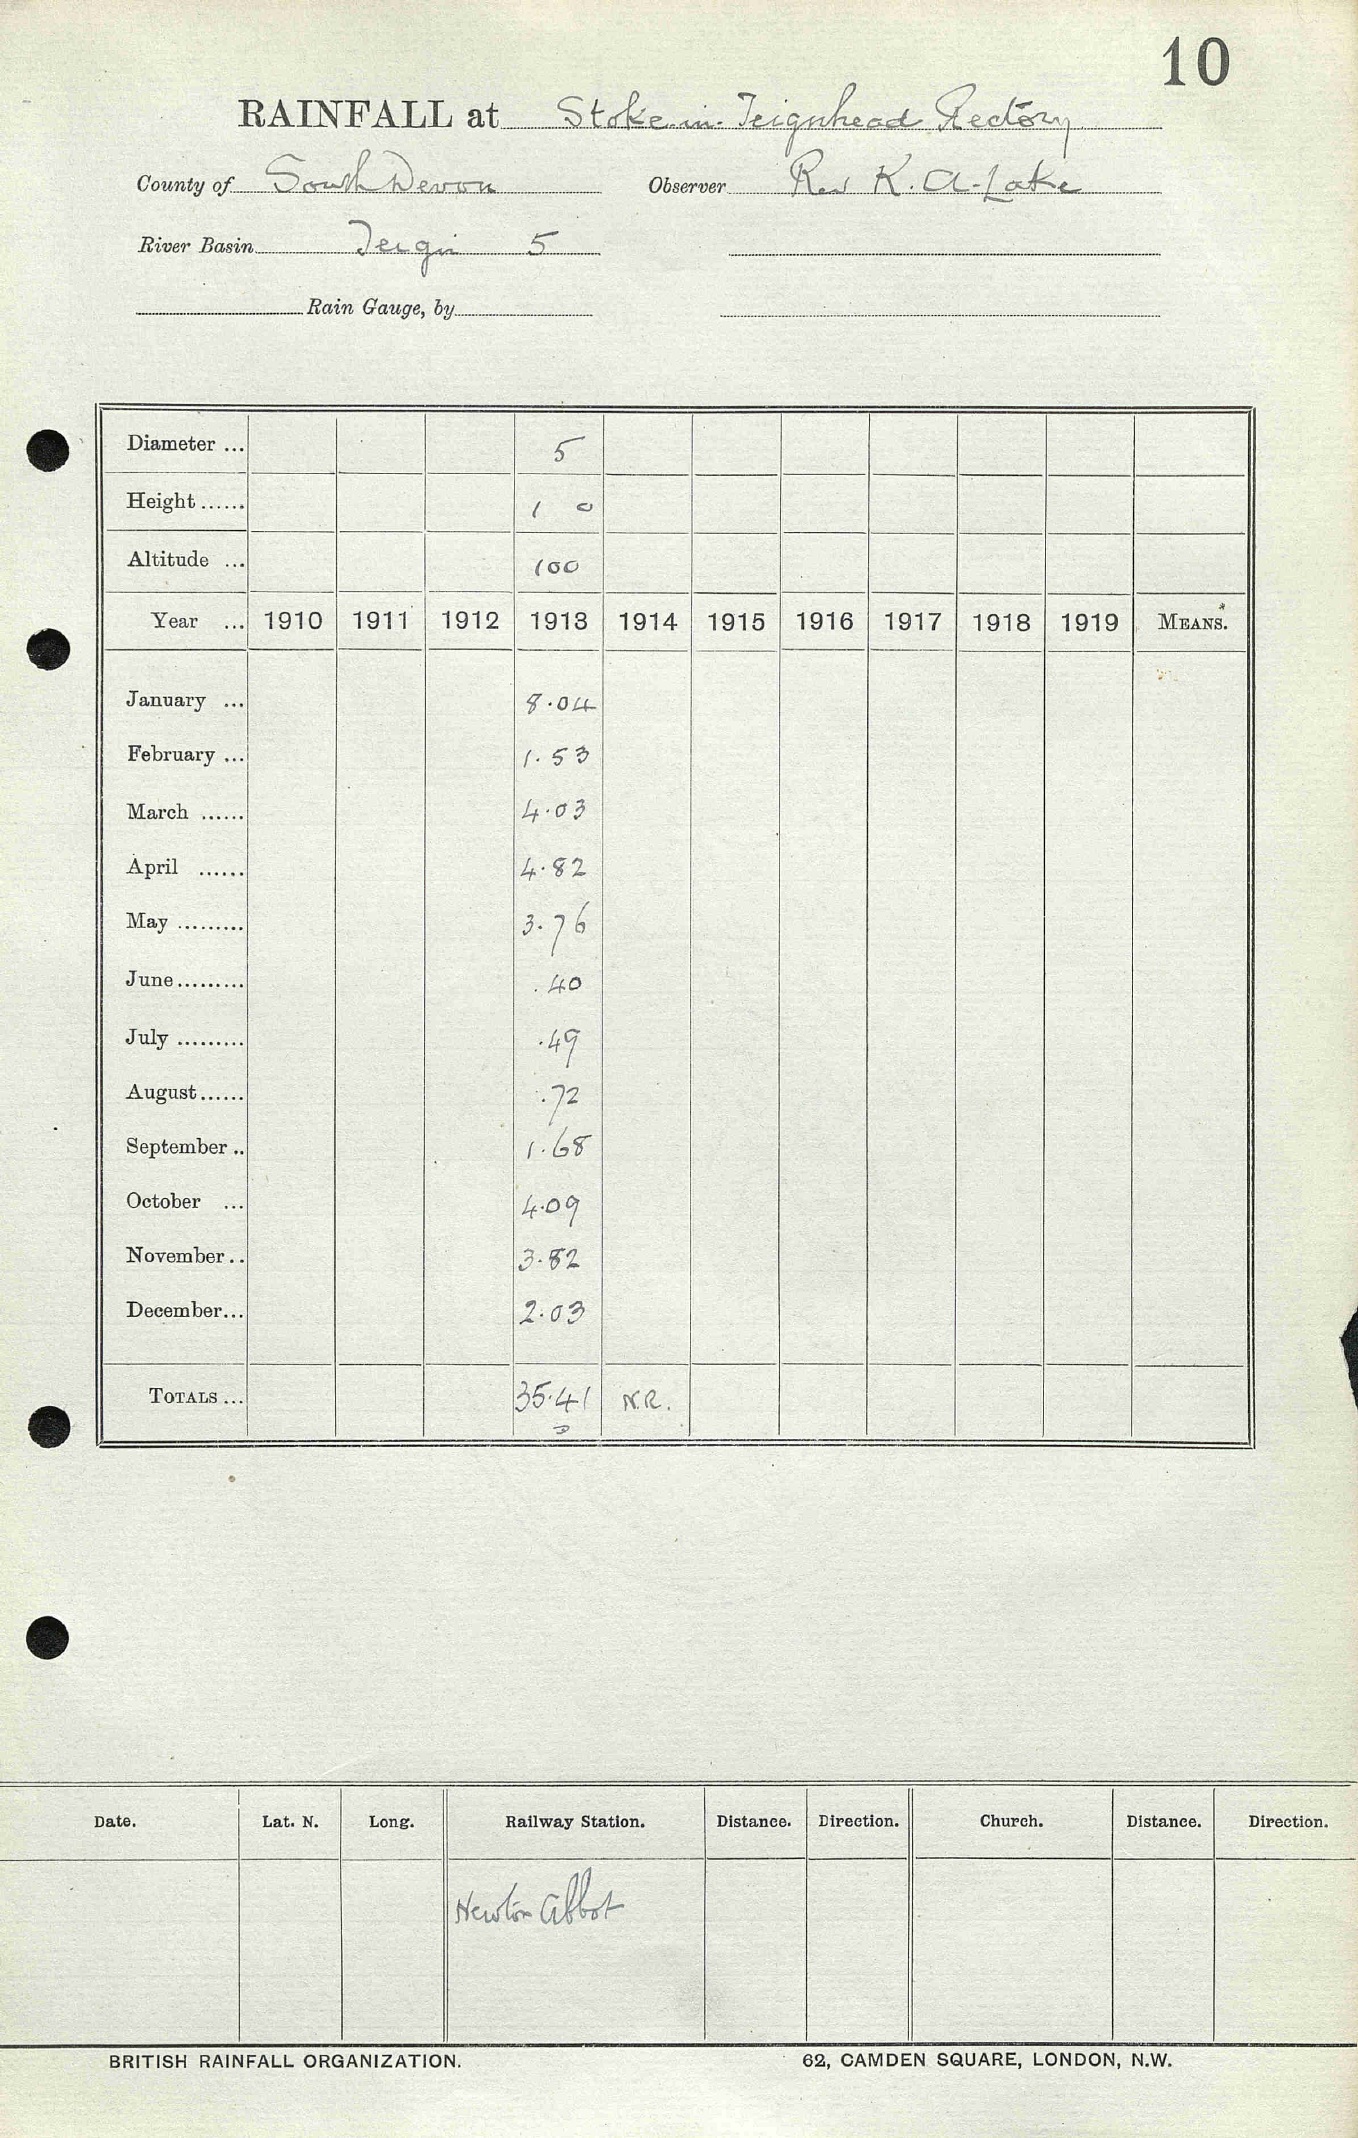 10
RAINFALL at Stoke-in-Teignhead Rectory
County of South Devon Observer Rev K. A. Lake
River Basin Teign 5
Rain Gauge, by
Diameter ... 5
Height ...... 1 0
Altitude ... 100
Year ... 1910 1911 1912 1913 1914 1915 1916 1917 1918 1919 MEANS.*
January ... 8.04
February ... 1.53
March ...... 4.03
April ...... 4.82
May ......... 3.76
June ......... .40
July ......... .49
August ...... .72
September .. 1.68
October ... 4.09
November .. 3.82
December ... 2.03
TOTALS ... 35.41 N.R.
Date. Lat. N. Long. Railway Station. Distance. Direction. Church. Distance. Direction.
Newton Abbot
BRITISH RAINFALL ORGANIZATION. 62, CAMDEN SQUARE, LONDON, N.W.